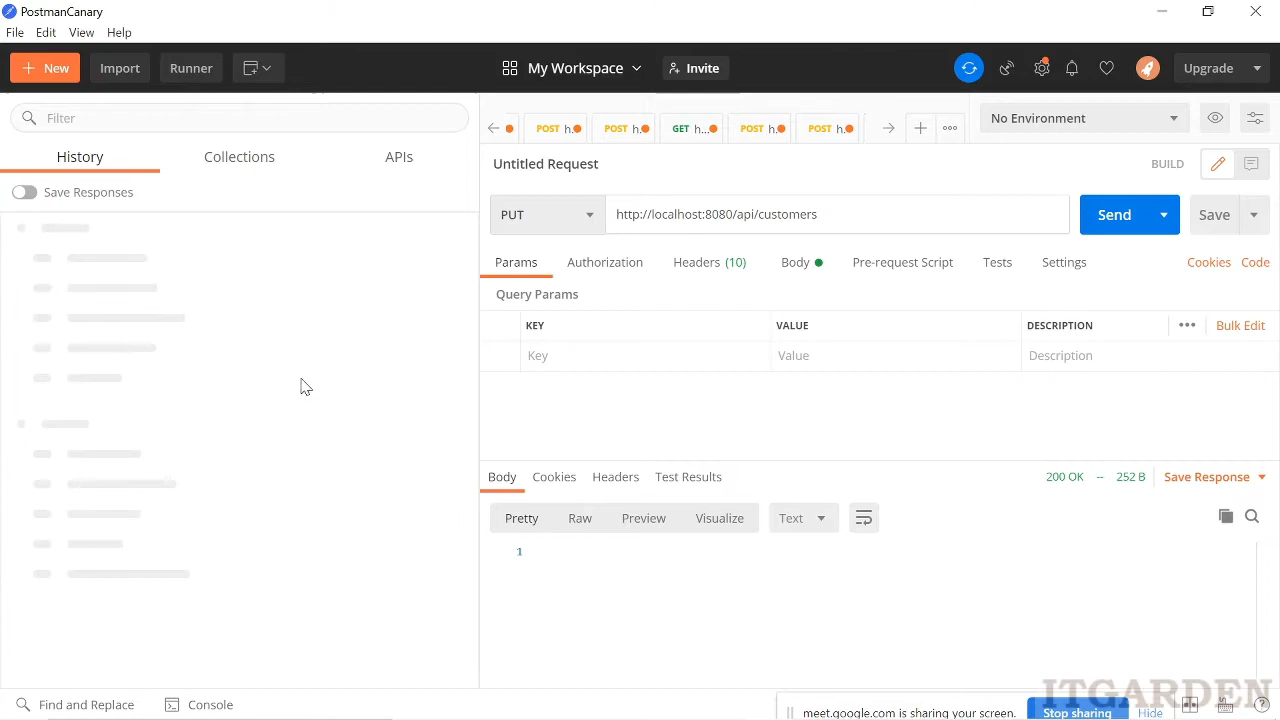 PostmanCanary
File Edit View Help
New Import Runner My Workspace Invite Upgrade
Filter
History Collections APIs
Save Responses
POST h. POST h. GET h... POST h. POST h. No Environment
Untitled Request BUILD
PUT http://localhost:8080/api/customers Send Save
Params Authorization Headers (10) Body Pre-request Script Tests Settings Cookies Code
Query Params
KEY VALUE DESCRIPTION Bulk Edit
Key Value Description
Body Cookies Headers Test Results 200 OK -- 252 B Save Response
Pretty Raw Preview Visualize Text
1
Find and Replace Console
meet.google.com is sharing your screen. Stop sharing Hide
ITGARDEN